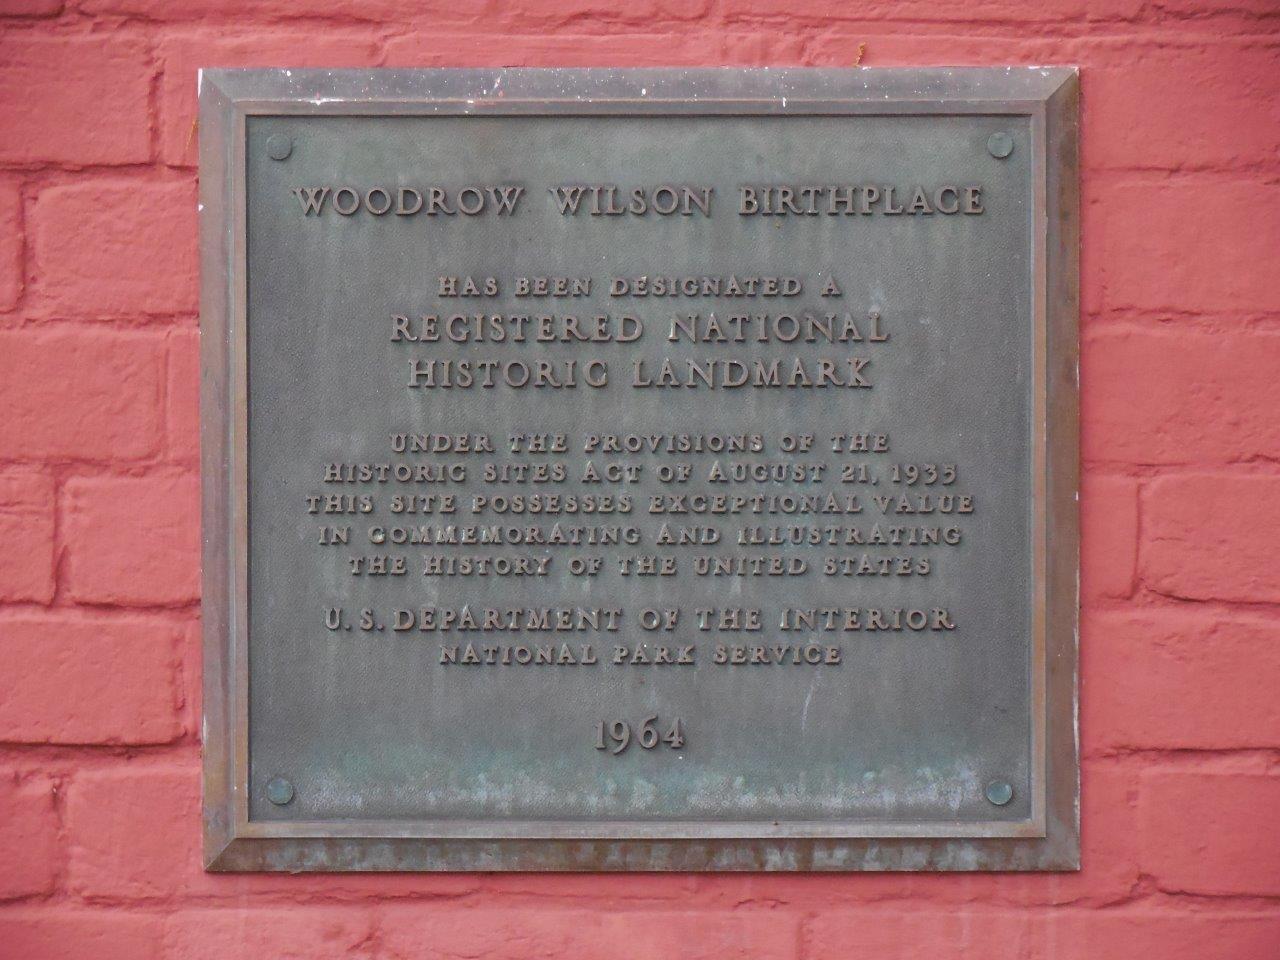 WOODROW WILSON BIRTHPLACE
HAS BEEN DESIGNATED A
REGISTERED NATIONAL
HISTORIC LANDMARK
UNDER THE PROVISIONS OF THE
HISTORIC SITES ACT OF AUGUST 21, 1935
THIS SITE POSSESSES EXCEPTIONAL VALUE
IN COMMEMORATING AND ILLUSTRATING
THE HISTORY OF THE UNITED STATES
U.S. DEPARTMENT OF THE INTERIOR
NATIONAL PARK SERVICE
1964